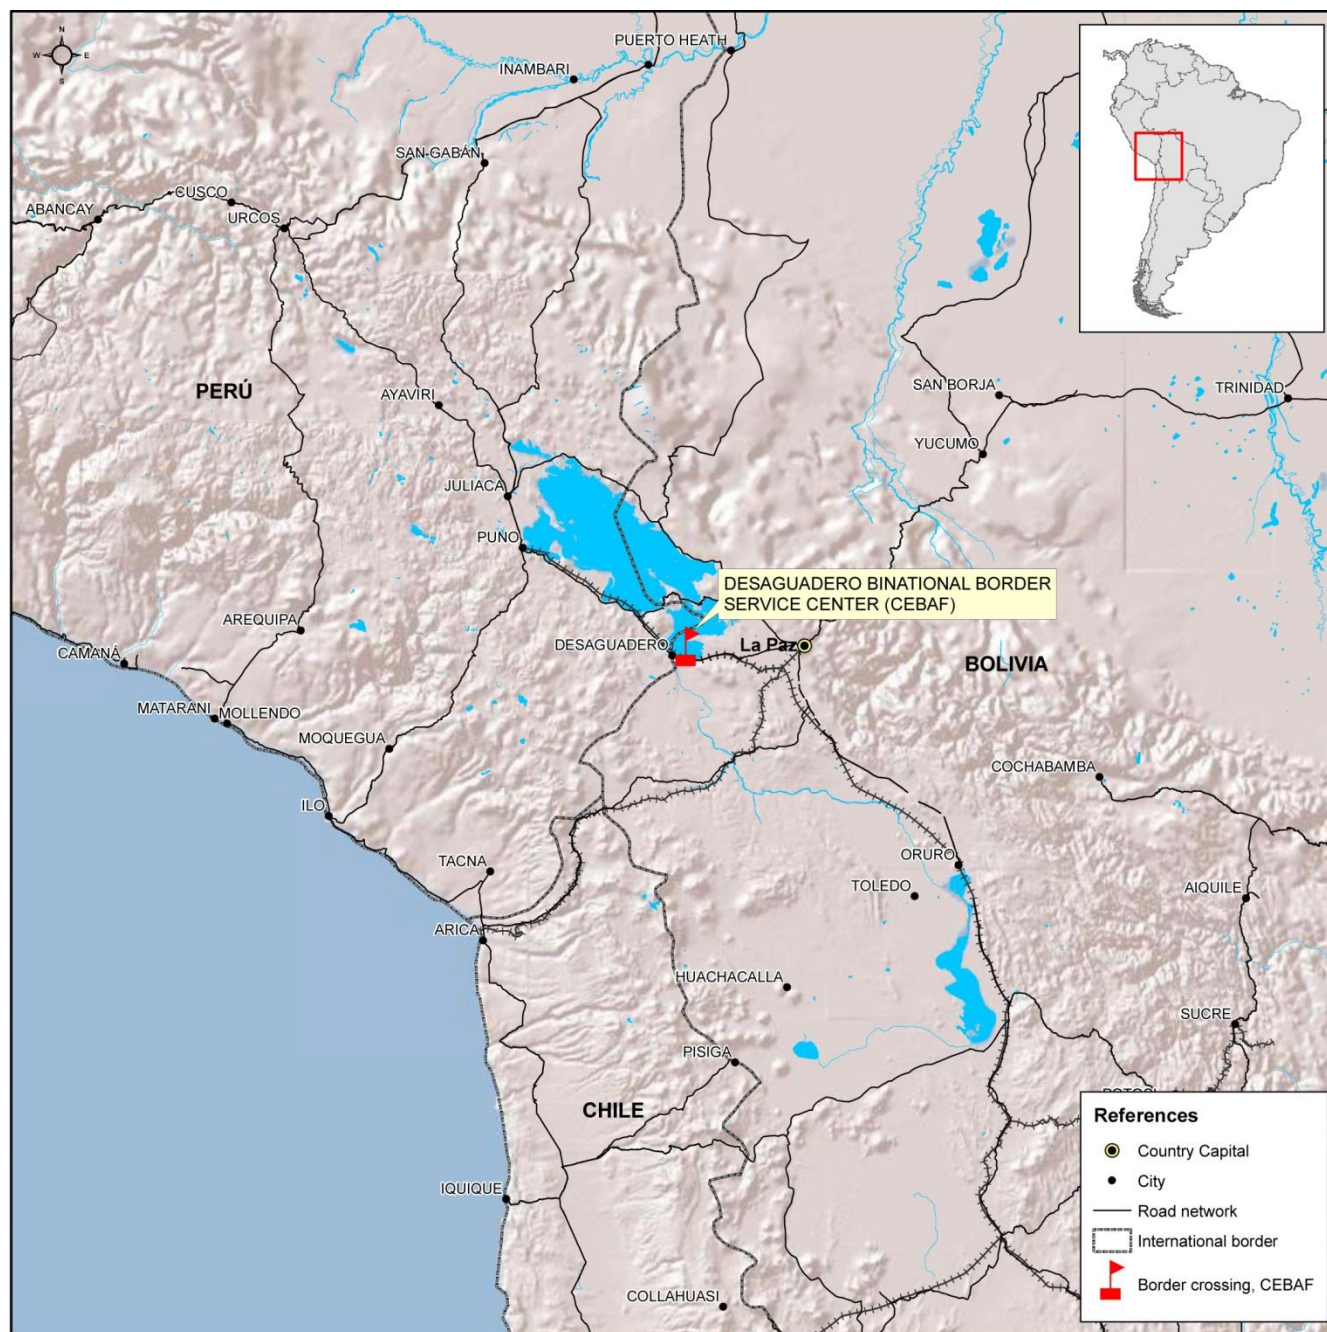 N
W
E
S
PUERTO HEATH
INAMBARI
SAN GABÁN
CUSCO
ABANCAY
URCOS
PERÚ
AYAVIRI
SAN BORJA
TRINIDAD
YUCUMO
JULIACA
PUNO
DESAGUADERO BINATIONAL BORDER
SERVICE CENTER (CEBAF)
AREQUIPA
DESAGUADERO
La Paz
BOLIVIA
CAMANÁ
MATARANI
MOLLENDO
MOQUEGUA
COCHABAMBA
ILO
ORURO
TACNA
TOLEDO
AIQUILE
ARICA
HUACHACALLA
SUCRE
PISIGA
CHILE
IQUIQUE
COLLAHUASI
References
Country Capital
City
Road network
International border
Border crossing, CEBAF